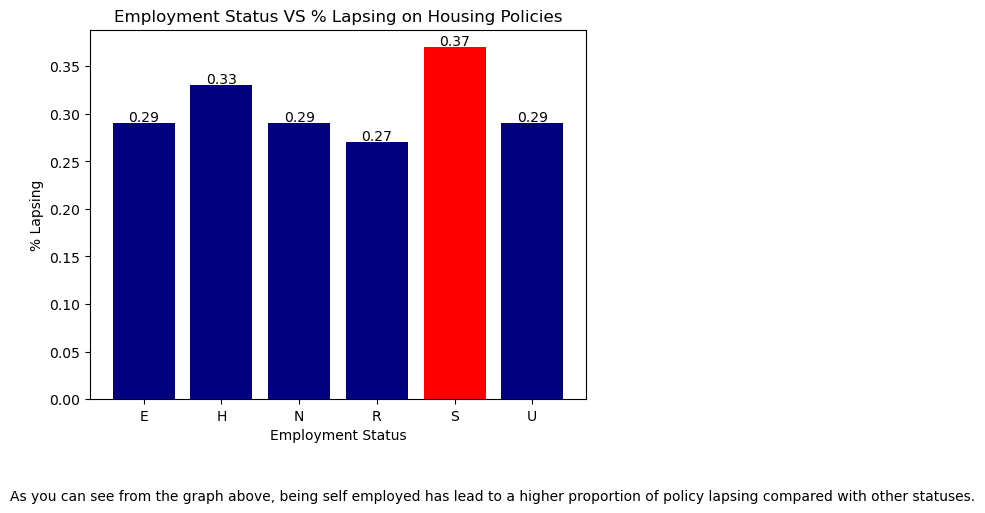 Employment Status VS % Lapsing on Housing Policies
0.37
0.35
0.33
0.30
0.29
0.29
0.29
0.27
0.25
0.20
0.15
0.10
0.05
0.00
% Lapsing
E H N R S U
Employment Status
As you can see from the graph above, being self employed has lead to a higher proportion of policy lapsing compared with other statuses.